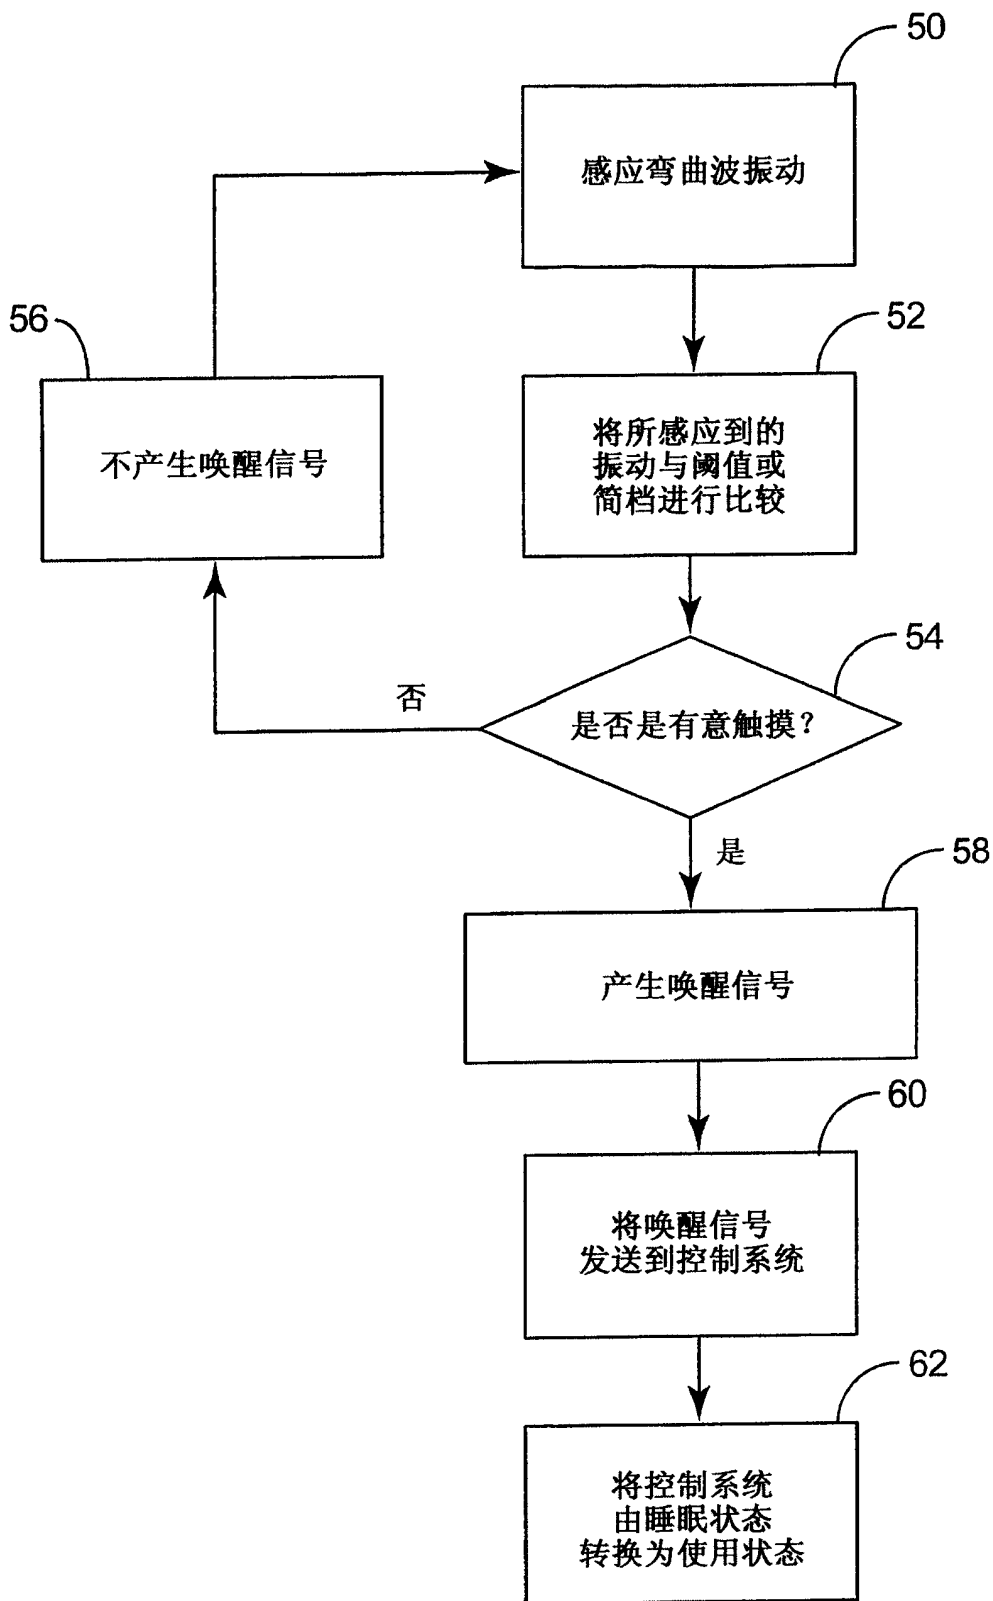 50
感应弯曲波振动
56
不产生唤醒信号
52
将所感应到的
振动与阈值或
简档进行比较
54
否
是否是有意触摸？
是
58
产生唤醒信号
60
将唤醒信号
发送到控制系统
62
将控制系统
由睡眠状态
转换为使用状态